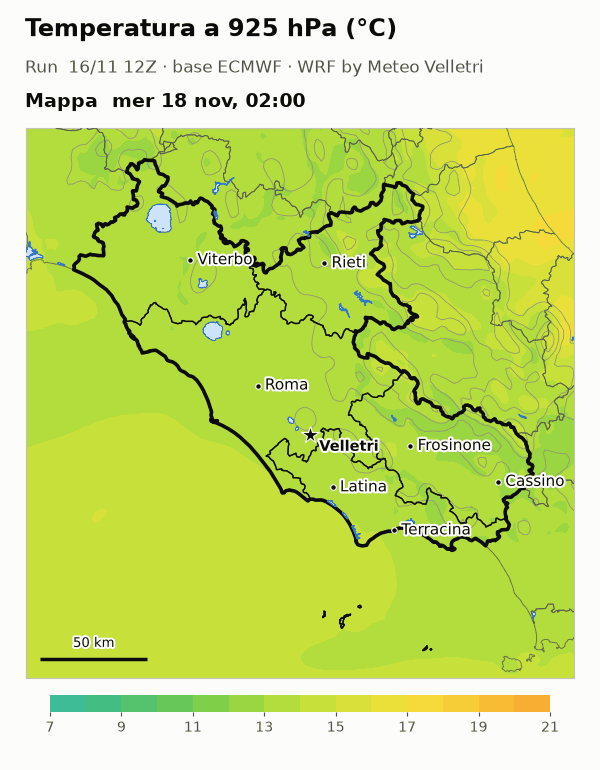 Temperatura a 925 hPa (°C)
Run  16/11 12Z · base ECMWF · WRF by Meteo Velletri
Mappa  mer 18 nov, 02:00
Viterbo
Rieti
Roma
Velletri
Frosinone
Cassino
Latina
Terracina
50 km
7 9 11 13 15 17 19 21